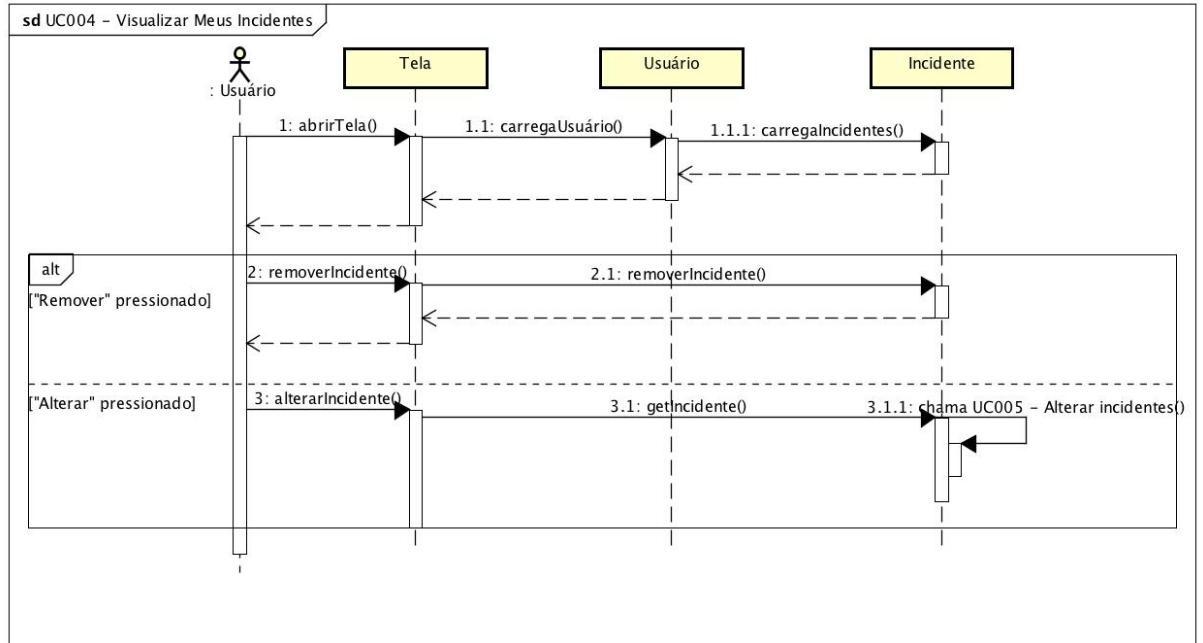 sd UC004 – Visualizar Meus Incidentes
: Usuário
Tela
Usuário
Incidente
1: abrirTela()
1.1: carregaUsuário()
1.1.1: carregaIncidentes()
alt
["Remover" pressionado]
2: removerIncidente()
2.1: removerIncidente()
["Alterar" pressionado]
3: alterarIncidente()
3.1: getIncidente()
3.1.1: chama UC005 – Alterar incidentes()